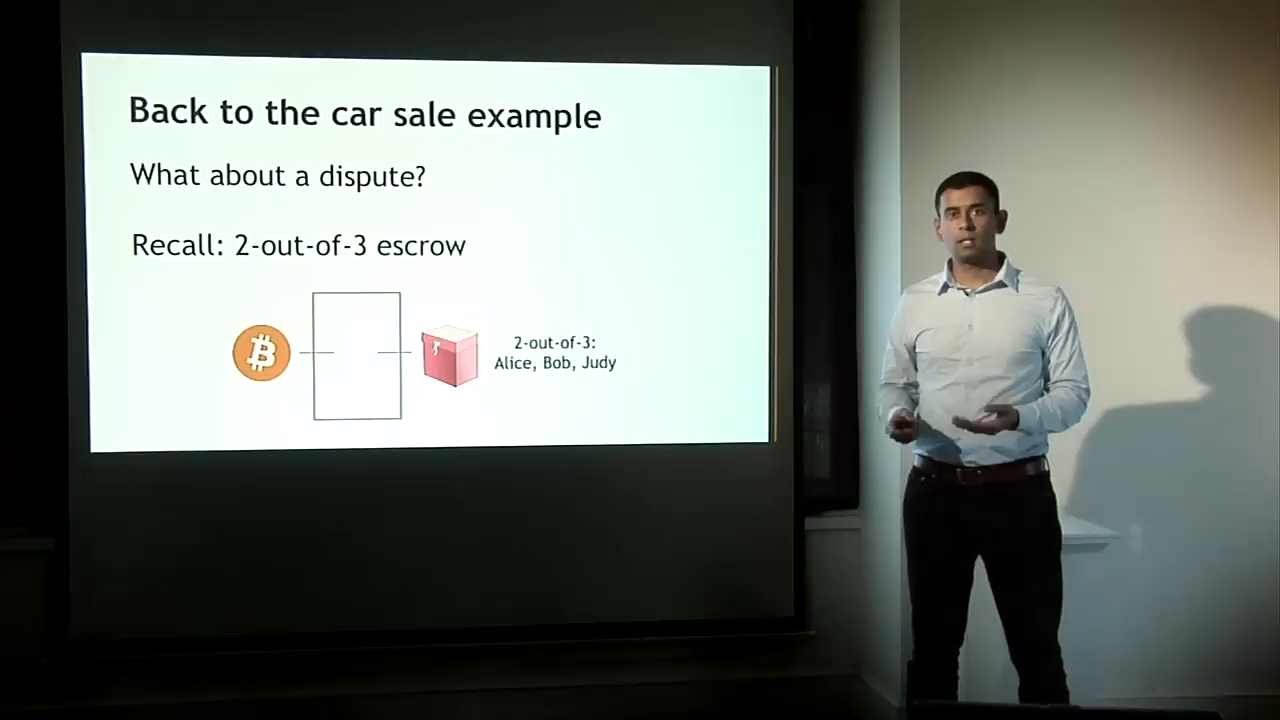 Back to the car sale example
What about a dispute?
Recall: 2-out-of-3 escrow
2-out-of-3:
Alice, Bob, Judy